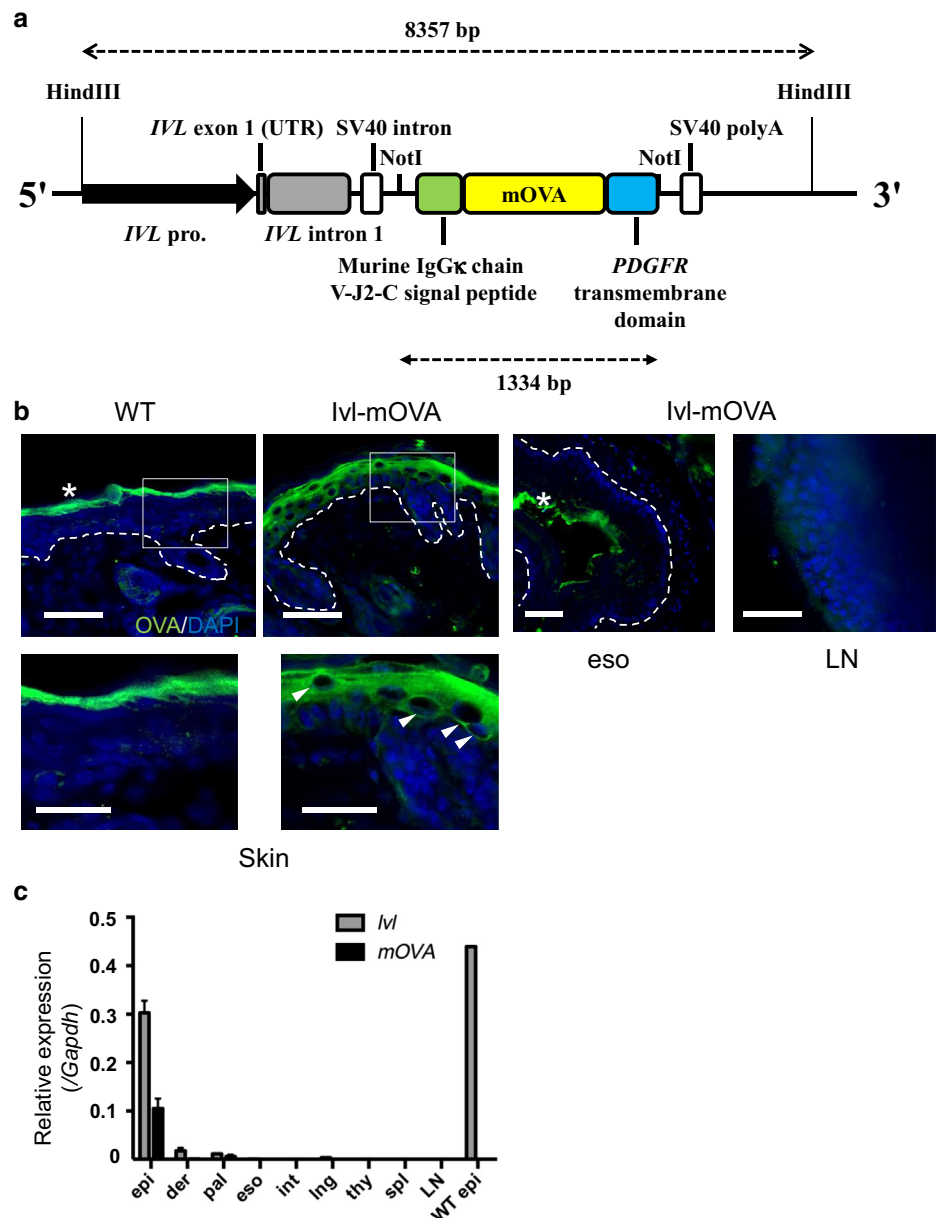 a
8357 bp
HindIII
HindIII
IVL exon 1 (UTR)
SV40 intron
SV40 polyA
NotI
NotI
5'
mOVA
3'
IVL pro.
IVL intron 1
Murine IgGκ chain
V-J2-C signal peptide
PDGFR
transmembrane
domain
1334 bp
b
WT
Ivl-mOVA
Ivl-mOVA
*
*
OVA/DAPI
eso
LN
Skin
c
Relative expression
(/Gapdh)
0.5
0.4
0.3
0.2
0.1
0
Ivl
mOVA
epi
der
pal
eso
int
lng
thy
spl
LN
WT epi